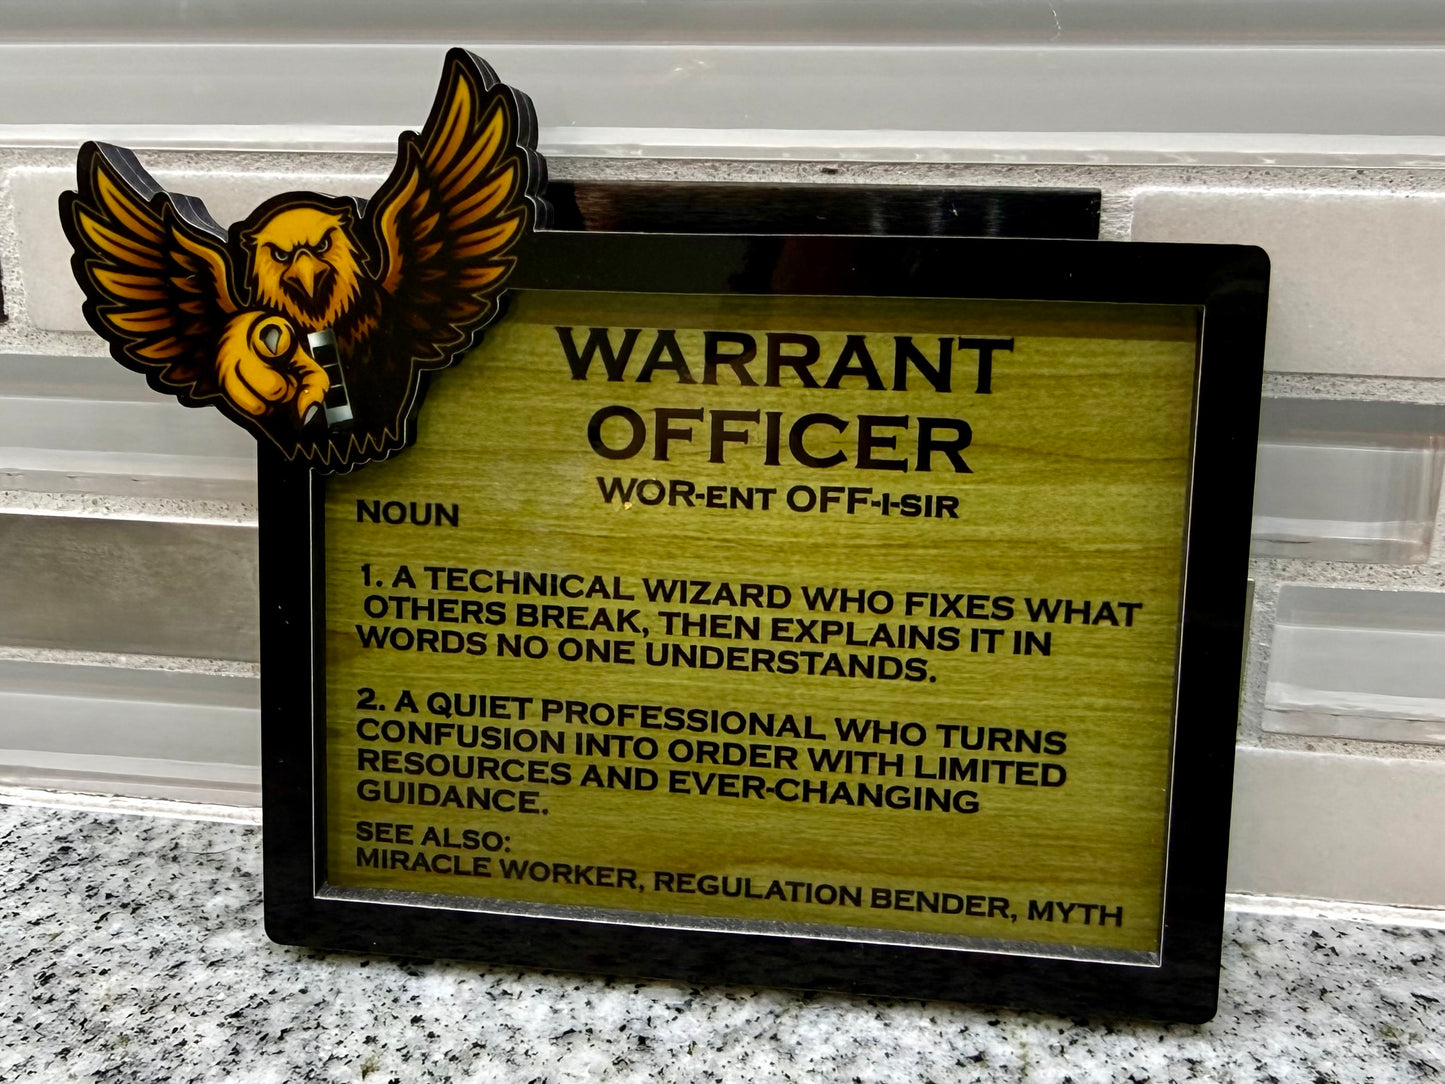 WARRANT
OFFICER
WOR-ENT OFF-I-SIR
NOUN
1. A TECHNICAL WIZARD WHO FIXES WHAT
OTHERS BREAK, THEN EXPLAINS IT IN
WORDS NO ONE UNDERSTANDS.
2. A QUIET PROFESSIONAL WHO TURNS
CONFUSION INTO ORDER WITH LIMITED
RESOURCES AND EVER-CHANGING
GUIDANCE.
SEE ALSO:
MIRACLE WORKER, REGULATION BENDER, MYTH